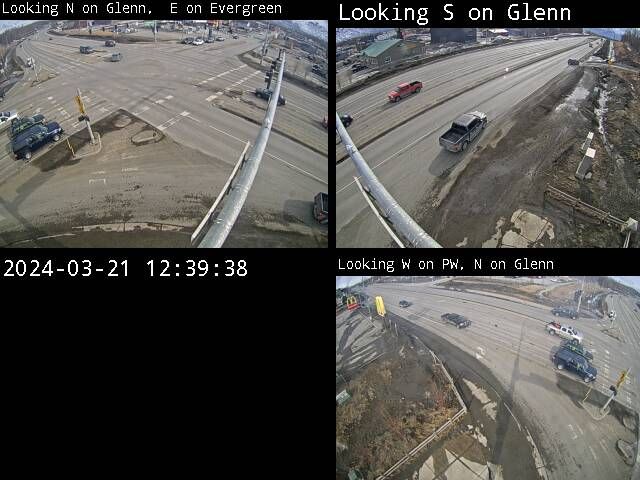 Looking N on Glenn, E on Evergreen
Looking S on Glenn
2024-03-21 12:39:38
Looking W on PW, N on Glenn